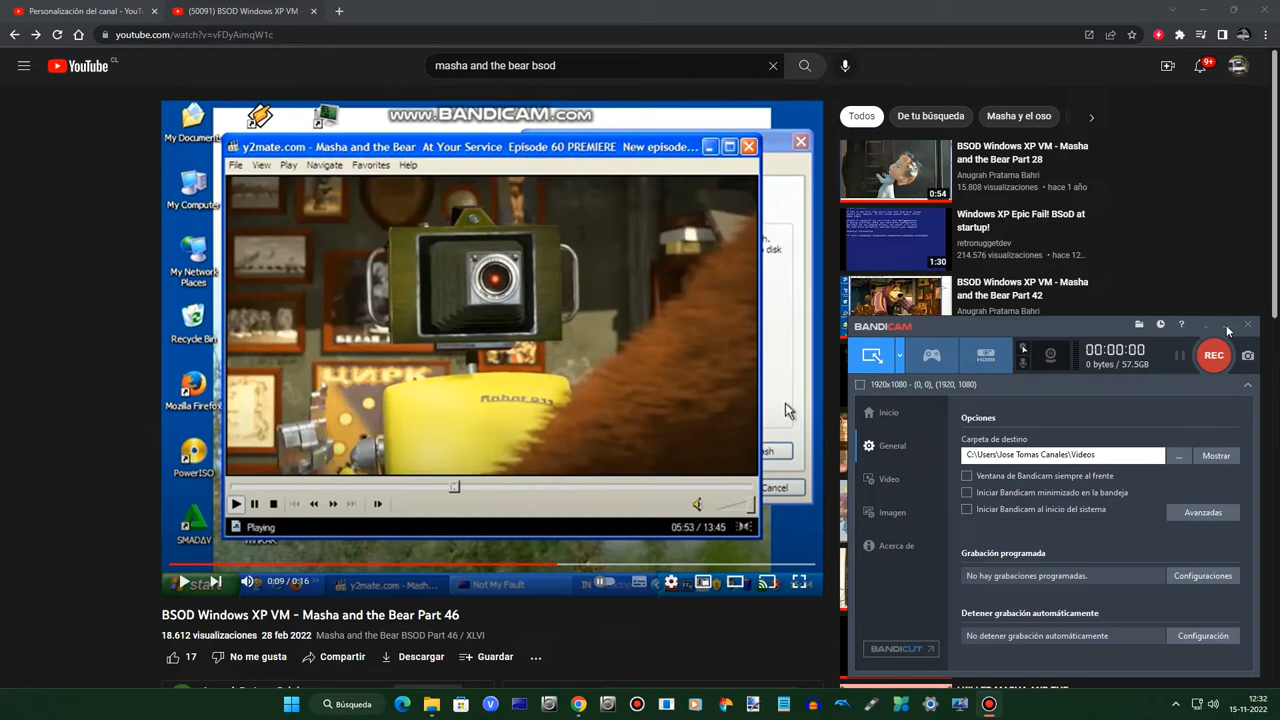 Personalización del canal - YouTu
(50091) BSOD Windows XP VM -
youtube.com/watch?v=vFDyAimqW1c
YouTube CL
masha and the bear bsod
9+
www.BANDICAM.com
My Documents
My Computer
My Network Places
Recycle Bin
Mozilla Firefox
PowerISO
SMADΔV
y2mate.com - Masha and the Bear At Your Service Episode 60 PREMIERE New episode...
File View Play Navigate Favorites Help
ЦИРК
Playing
05:53 / 13:45
Cancel
start
y2mate.com - Mash...
Not My Fault
IN
0:09 / 0:16
BSOD Windows XP VM - Masha and the Bear Part 46
18.612 visualizaciones 28 feb 2022 Masha and the Bear BSOD Part 46 / XLVI
17 No me gusta Compartir Descargar Guardar ...
Todos De tu búsqueda Masha y el oso
BSOD Windows XP VM - Masha and the Bear Part 28
Anugrah Pratama Bahri
15.808 visualizaciones • hace 1 año
0:54
Windows XP Epic Fail! BSoD at startup!
retronuggetdev
214.576 visualizaciones • hace 12...
1:30
BSOD Windows XP VM - Masha and the Bear Part 42
Anugrah Pratama Bahri
BANDICAM
HDMI
00:00:00
0 bytes / 57.5GB
REC
1920x1080 - (0, 0), (1920, 1080)
Inicio
General
Video
Imagen
Acerca de
BANDICUT
Opciones
Carpeta de destino
C:\Users\Jose Tomas Canales\Videos
... Mostrar
Ventana de Bandicam siempre al frente
Iniciar Bandicam minimizado en la bandeja
Iniciar Bandicam al inicio del sistema
Avanzadas
Grabación programada
No hay grabaciones programadas.
Configuraciones
Detener grabación automáticamente
No detener grabación automáticamente
Configuración
Búsqueda
12:32
15-11-2022